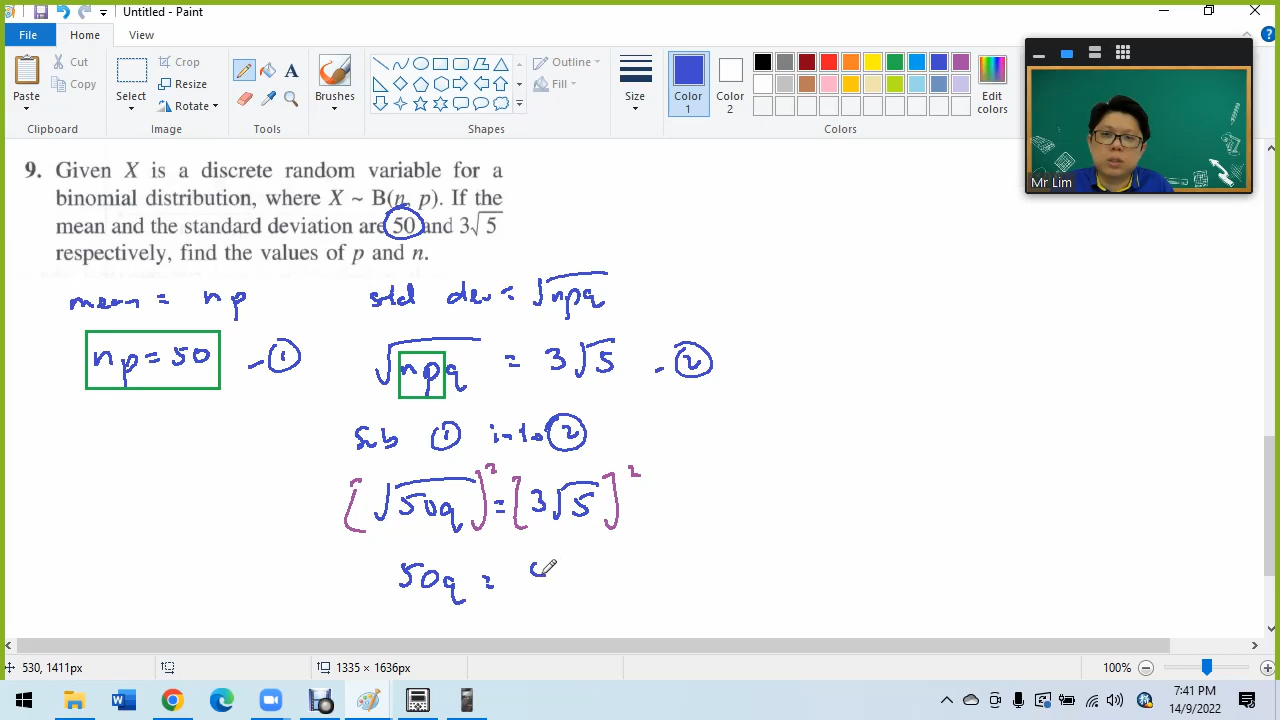 Untitled - Paint
File
Home
View
Paste
Cut
Copy
Clipboard
Select
Crop
Resize
Rotate
Image
Tools
Brushes
Shapes
Outline
Fill
Size
Color 1
Color 2
Edit colors
Colors
Mr Lim
9. Given X is a discrete random variable for a
binomial distribution, where X ~ B(n, p). If the
mean and the standard deviation are 50 and 3√5
respectively, find the values of p and n.
mean = np
std dev = √npq
np = 50 - ①
√npq = 3√5 - ②
sub ① into ②
[√50q]² = [3√5]²
50q =
530, 1411px
1335 × 1636px
100%
7:41 PM
14/9/2022